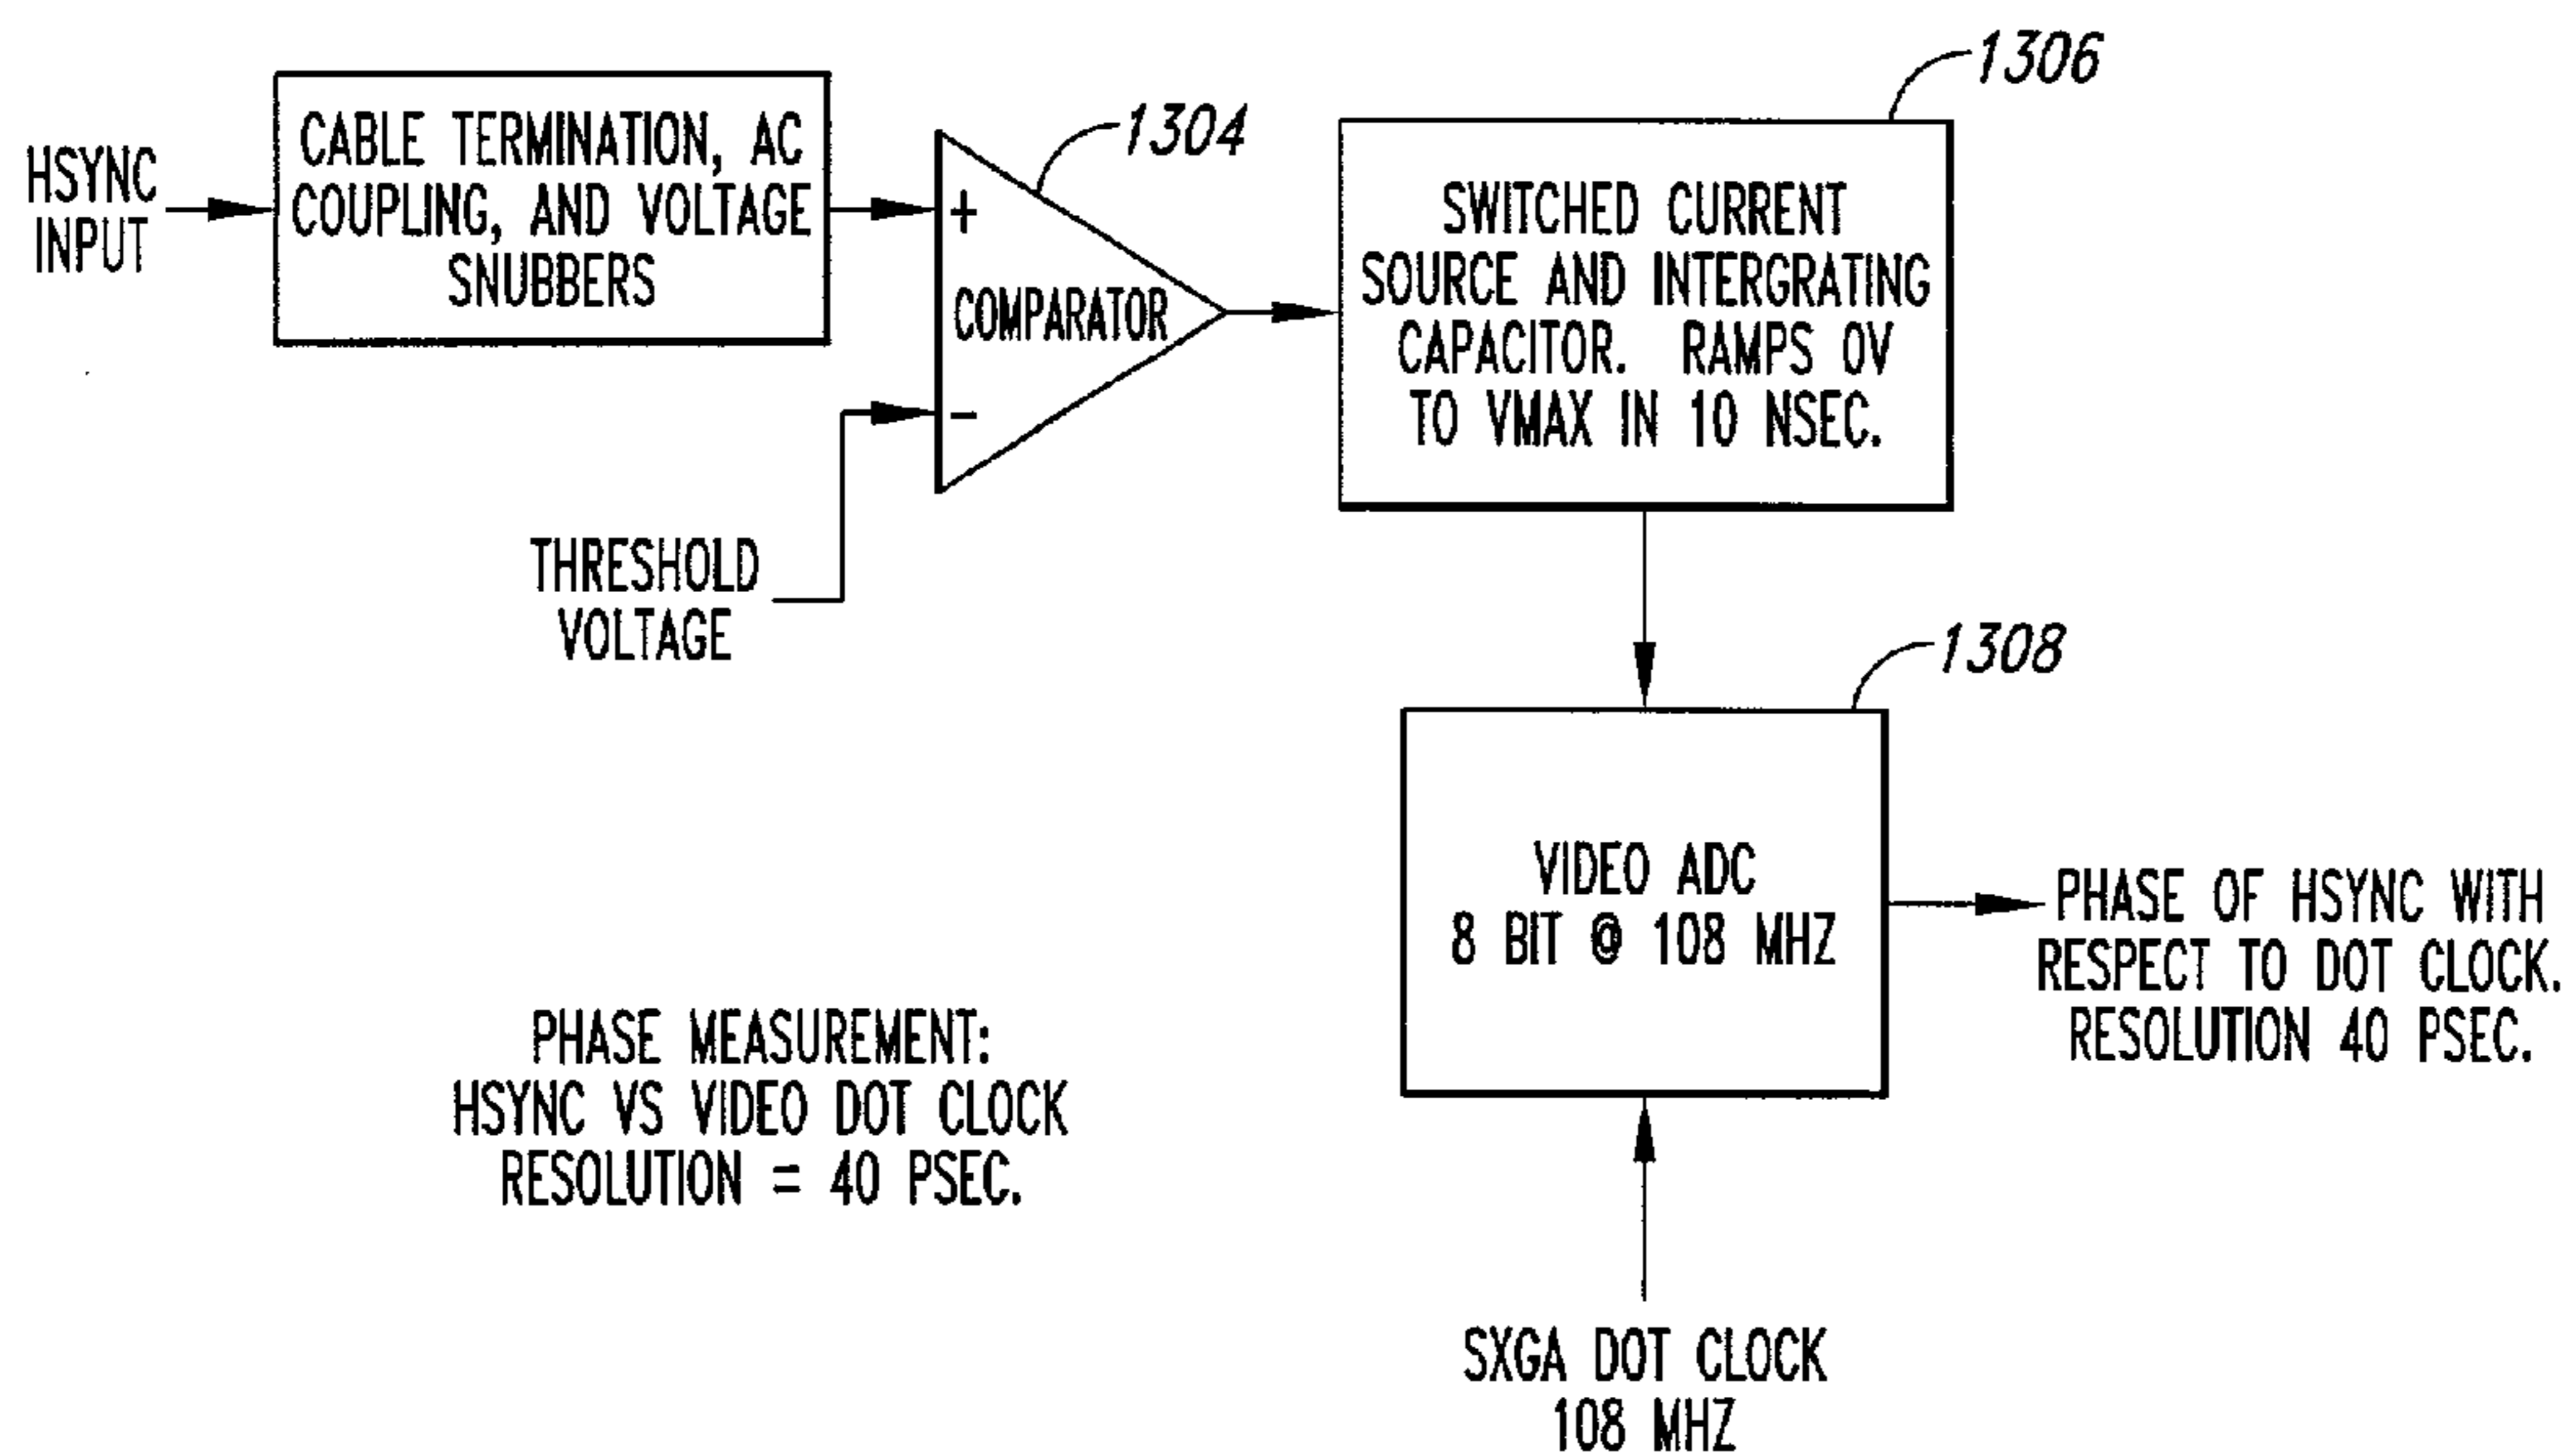 HSYNC
INPUT
CABLE TERMINATION, AC
COUPLING, AND VOLTAGE
SNUBBERS
1304
+
COMPARATOR
-
THRESHOLD
VOLTAGE
1306
SWITCHED CURRENT
SOURCE AND INTERGRATING
CAPACITOR. RAMPS 0V
TO VMAX IN 10 NSEC.
1308
VIDEO ADC
8 BIT @ 108 MHZ
PHASE OF HSYNC WITH
RESPECT TO DOT CLOCK.
RESOLUTION 40 PSEC.
PHASE MEASUREMENT:
HSYNC VS VIDEO DOT CLOCK
RESOLUTION = 40 PSEC.
SXGA DOT CLOCK
108 MHZ